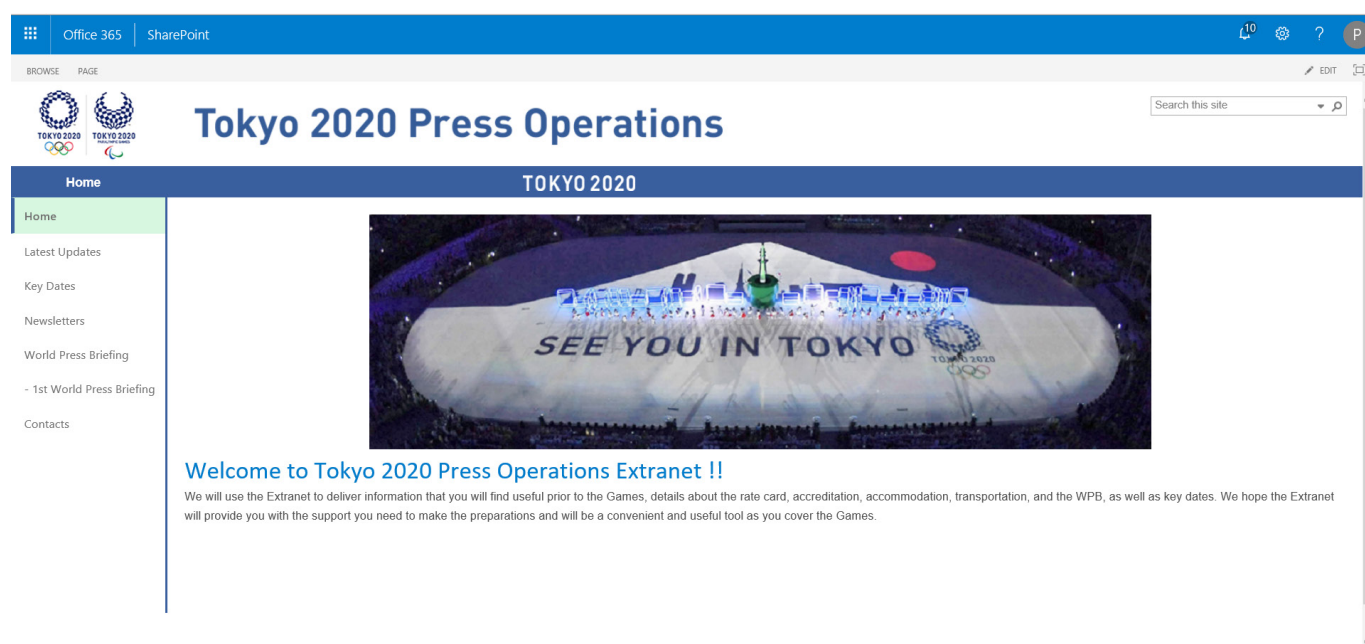 Office 365 SharePoint 10 ? P
BROWSE PAGE EDIT
TOKYO 2020 TOKYO 2020
PARALYMPIC GAMES
Tokyo 2020 Press Operations
Search this site
Home TOKYO 2020
Home
Latest Updates
Key Dates
Newsletters
World Press Briefing
- 1st World Press Briefing
Contacts
SEE YOU IN TOKYO
TOKYO 2020
Welcome to Tokyo 2020 Press Operations Extranet !!
We will use the Extranet to deliver information that you will find useful prior to the Games, details about the rate card, accreditation, accommodation, transportation, and the WPB, as well as key dates. We hope the Extranet
will provide you with the support you need to make the preparations and will be a convenient and useful tool as you cover the Games.